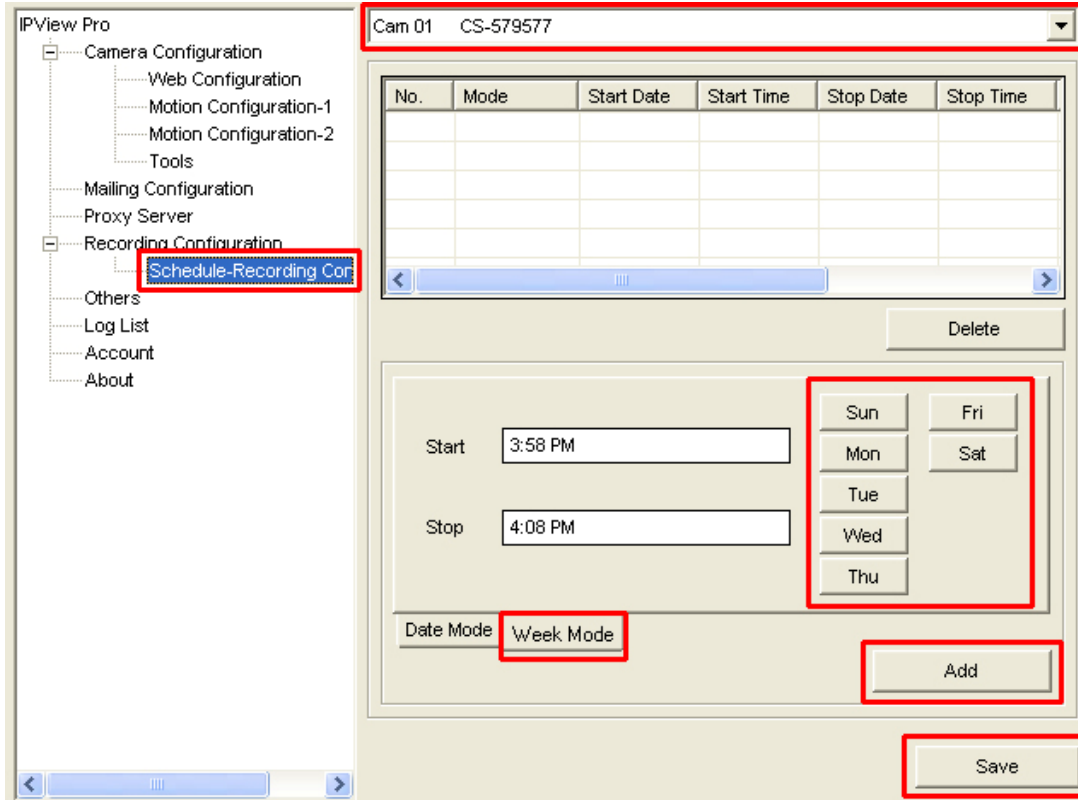 IPView Pro
Camera Configuration
Web Configuration
Motion Configuration-1
Motion Configuration-2
Tools
Mailing Configuration
Proxy Server
Recording Configuration
Schedule-Recording Cor
Others
Log List
Account
About
Cam 01 CS-579577
No. Mode Start Date Start Time Stop Date Stop Time
Delete
Start 3:58 PM
Stop 4:08 PM
Sun Fri
Mon Sat
Tue
Wed
Thu
Date Mode Week Mode
Add
Save